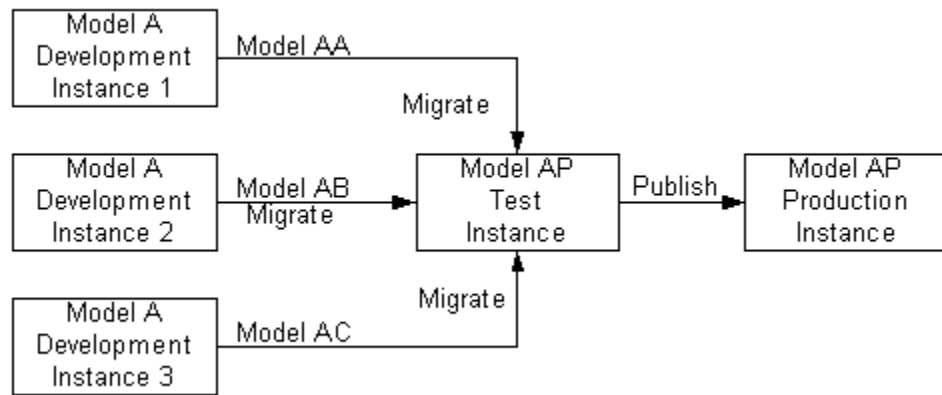 Model A
Development
Instance 1
Model AA
Migrate
Model A
Development
Instance 2
Model AB
Migrate
Model AP
Test
Instance
Publish
Model AP
Production
Instance
Migrate
Model A
Development
Instance 3
Model AC